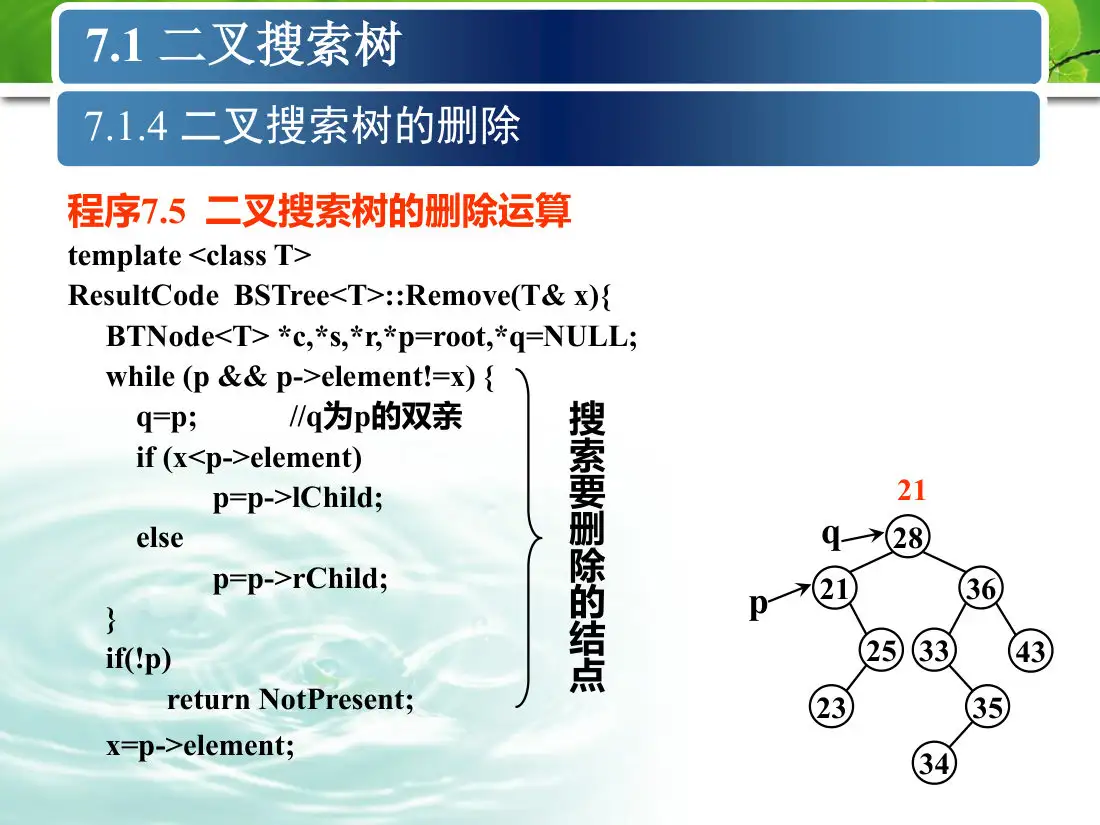 7.1 二叉搜索树
7.1.4 二叉搜索树的删除
程序7.5 二叉搜索树的删除运算
template <class T>
ResultCode BSTree<T>::Remove(T& x){
BTNode<T> *c,*s,*r,*p=root,*q=NULL;
while (p && p->element!=x) {
q=p; //q为p的双亲
if (x<p->element)
p=p->lChild;
else
p=p->rChild;
}
if(!p)
return NotPresent;
x=p->element;
搜索要删除的结点
21
q 28
p 21 36
25 33 43
23 35
34